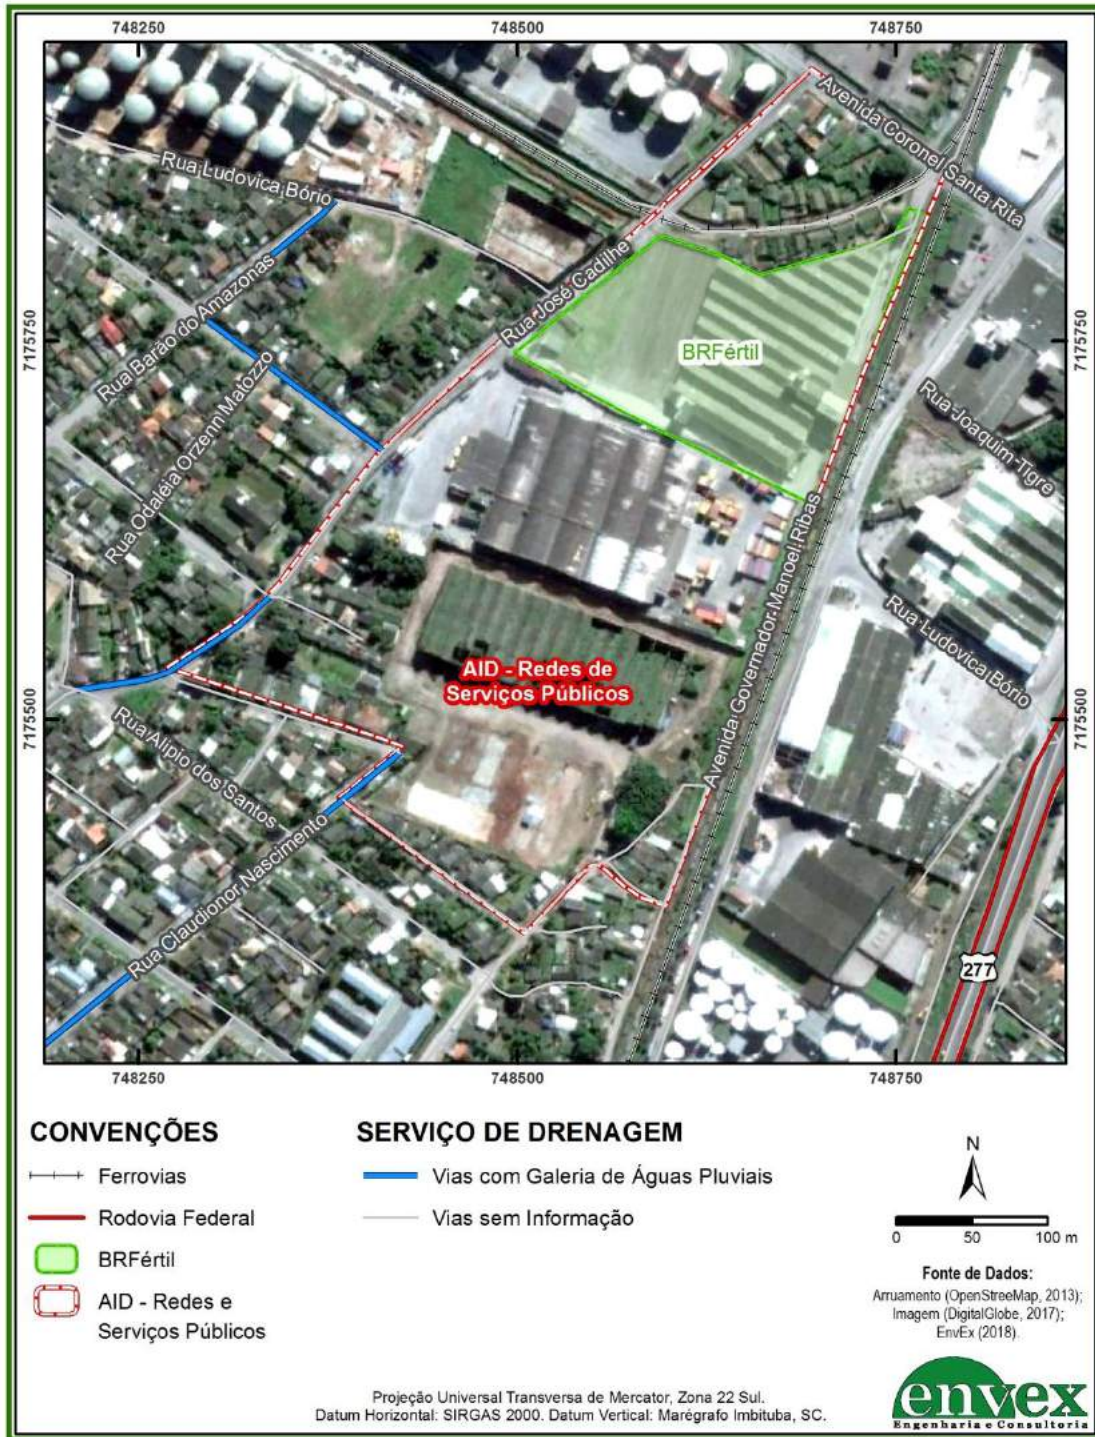 748250 748500 748750
Avenida Coronel Santa Rita
Rua Ludovica Bório
Rua José Cadilhe
Rua Barão do Amazonas
7175750 7175750
BRFértil
Rua Odaléia Orzenn Matozzo
Rua Joaquim Tigre
Avenida Governador Manoel Ribas
Rua Ludovica Bório
AID - Redes de
Serviços Públicos
7175500 7175500
Rua Alipio dos Santos
Rua Claudionor Nascimento
277
748250 748500 748750
CONVENÇÕES
Ferrovias
Rodovia Federal
BRFértil
AID - Redes e
Serviços Públicos
SERVIÇO DE DRENAGEM
Vias com Galeria de Águas Pluviais
Vias sem Informação
N
0 50 100 m
Fonte de Dados:
Arruamento (OpenStreeMap, 2013);
Imagem (DigitalGlobe, 2017);
EnvEx (2018).
Projeção Universal Transversa de Mercator, Zona 22 Sul.
Datum Horizontal: SIRGAS 2000. Datum Vertical: Marégrafo Imbituba, SC.
envex
Engenharia e Consultoria